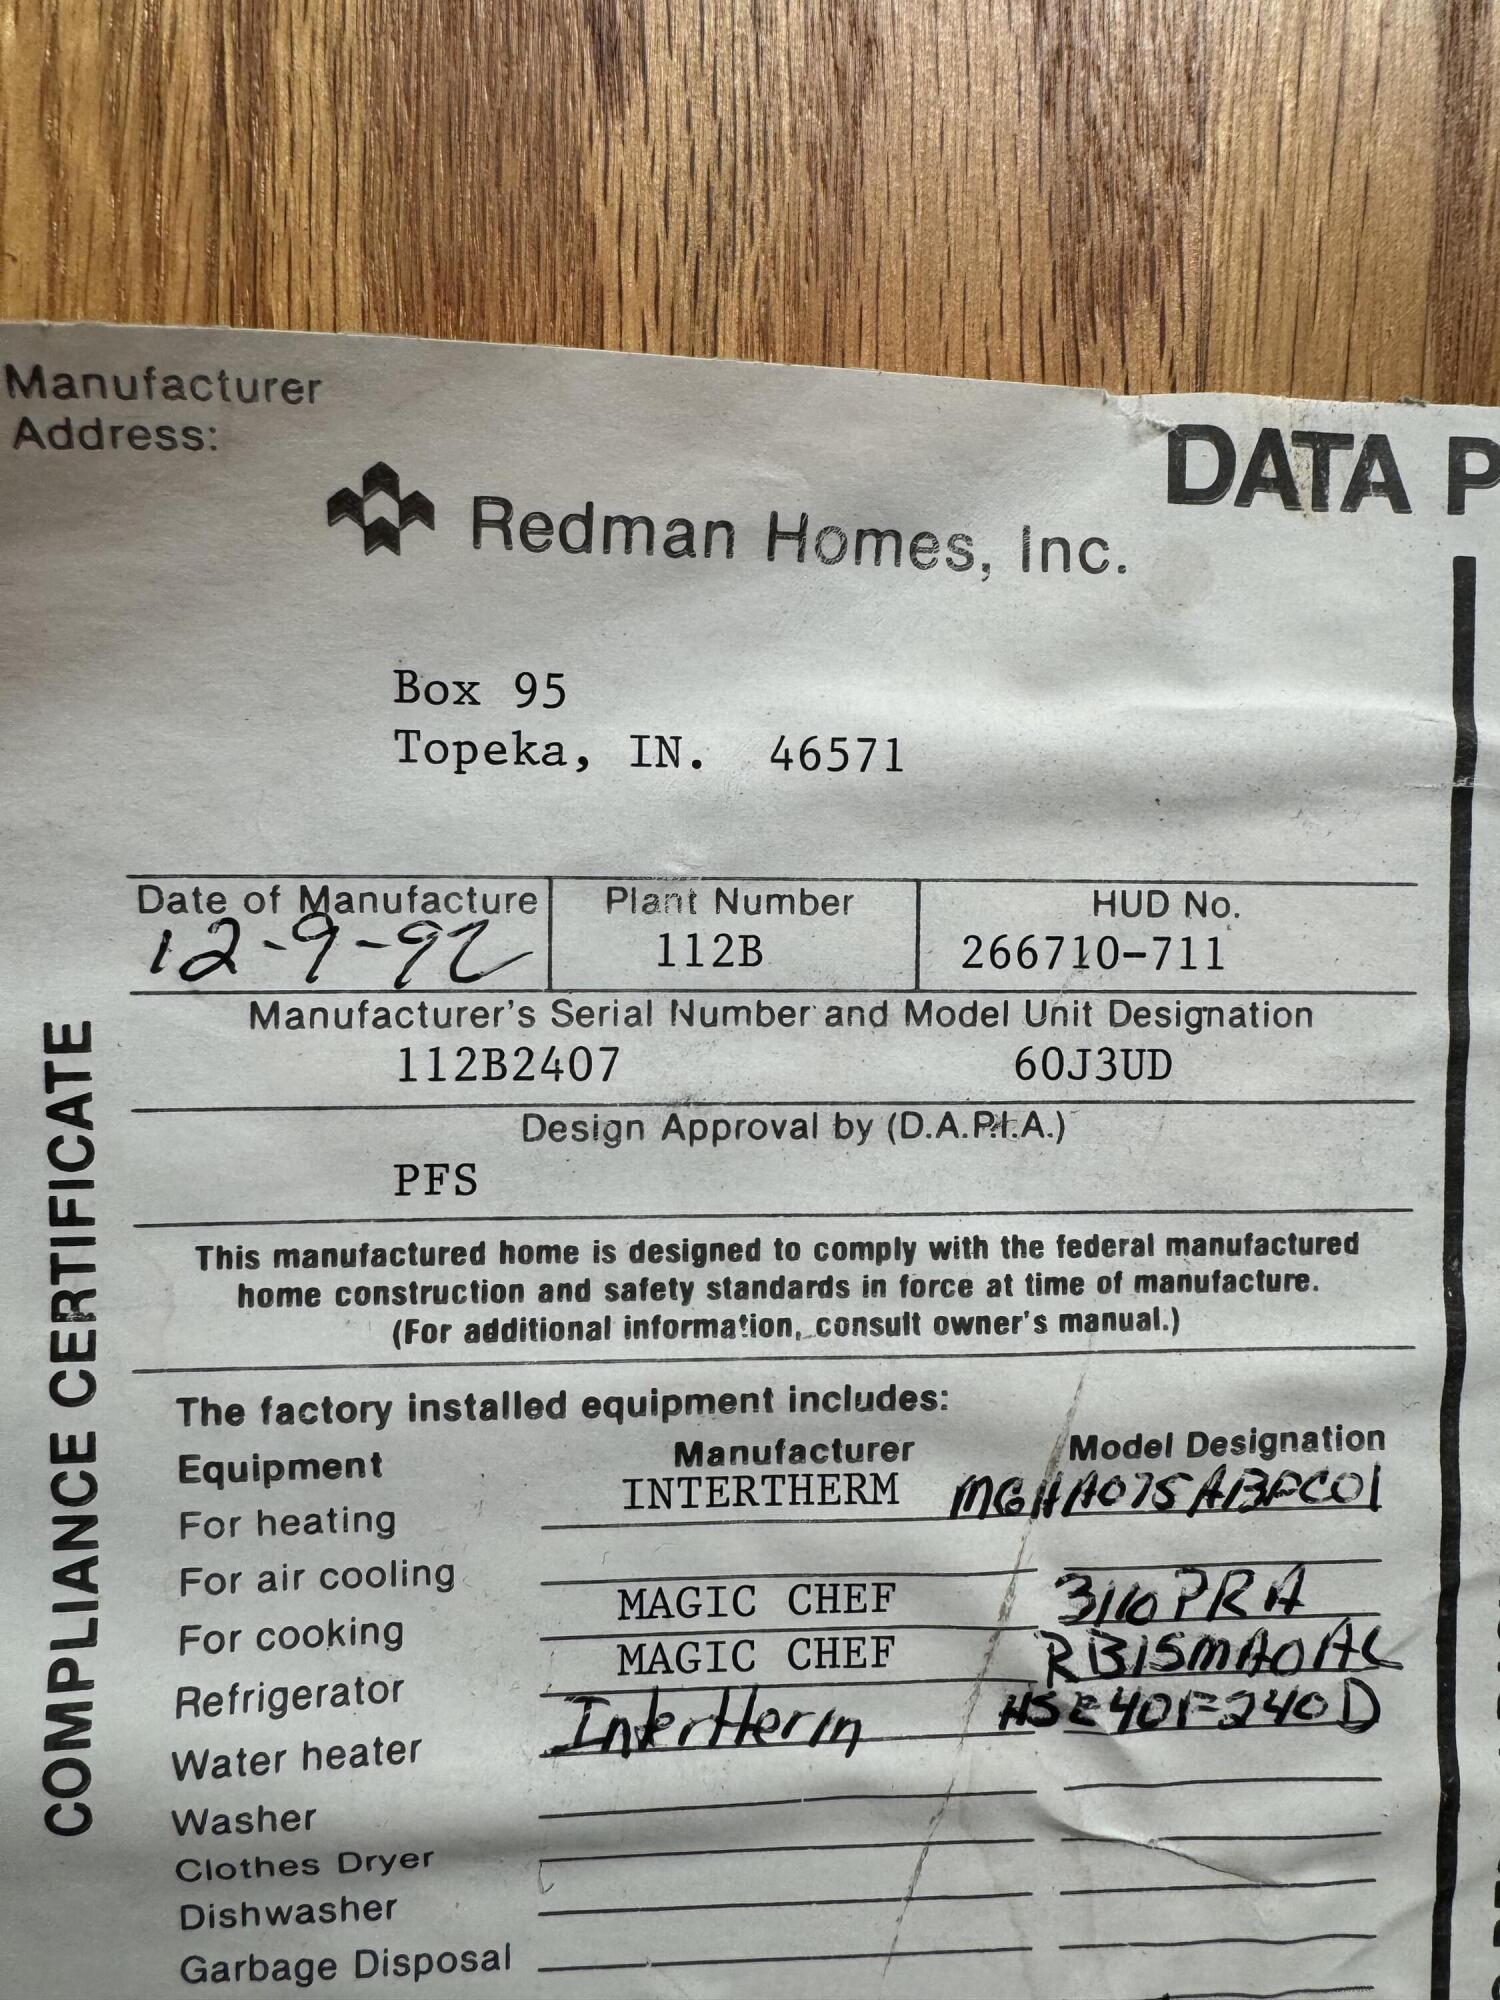 Manufacturer
Address:
DATA P
Redman Homes, Inc.
Box 95
Topeka, IN. 46571
Date of Manufacture Plant Number HUD No.
12-9-92 112B 266710-711
Manufacturer's Serial Number and Model Unit Designation
112B2407 60J3UD
Design Approval by (D.A.P.I.A.)
PFS
This manufactured home is designed to comply with the federal manufactured
home construction and safety standards in force at time of manufacture.
(For additional information, consult owner's manual.)
COMPLIANCE CERTIFICATE
The factory installed equipment includes:
Equipment Manufacturer Model Designation
For heating INTERTHERM MGHA075ABFC01
For air cooling
For cooking MAGIC CHEF 3110PRA
Refrigerator MAGIC CHEF RB15MA0AL
Water heater Intertherm HSE40F240D
Washer
Clothes Dryer
Dishwasher
Garbage Disposal